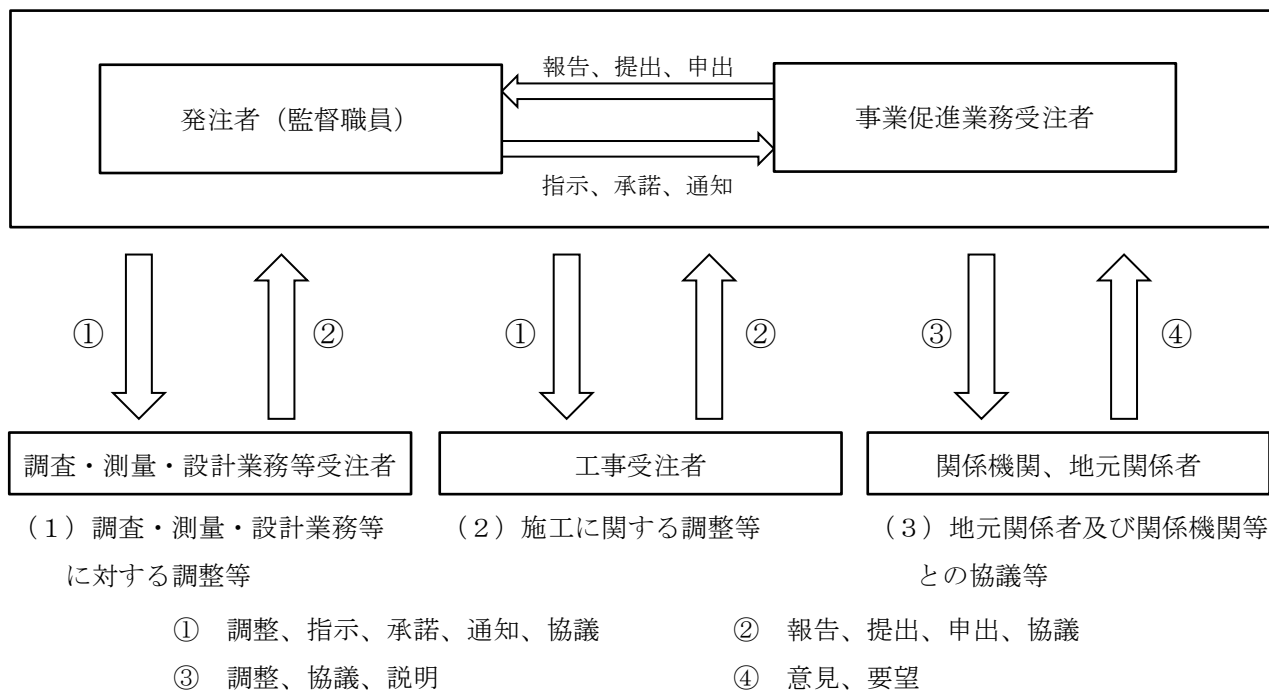 報告、提出、申出
発注者（監督職員）
事業促進業務受注者
指示、承諾、通知
①
②
①
②
③
④
調査・測量・設計業務等受注者
工事受注者
関係機関、地元関係者
（１）調査・測量・設計業務等
に対する調整等
（２）施工に関する調整等
（３）地元関係者及び関係機関等
との協議等
①　調整、指示、承諾、通知、協議
②　報告、提出、申出、協議
③　調整、協議、説明
④　意見、要望